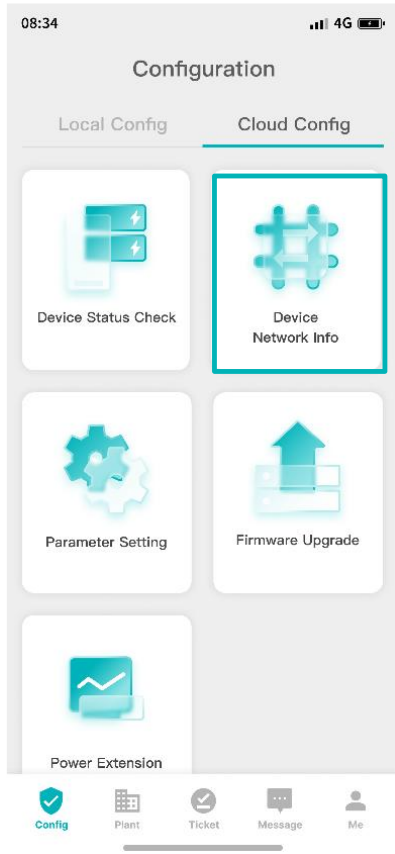 08:34
4G
Configuration
Local Config
Cloud Config
Device Status Check
Device
Network Info
Parameter Setting
Firmware Upgrade
Power Extension
Config
Plant
Ticket
Message
Me